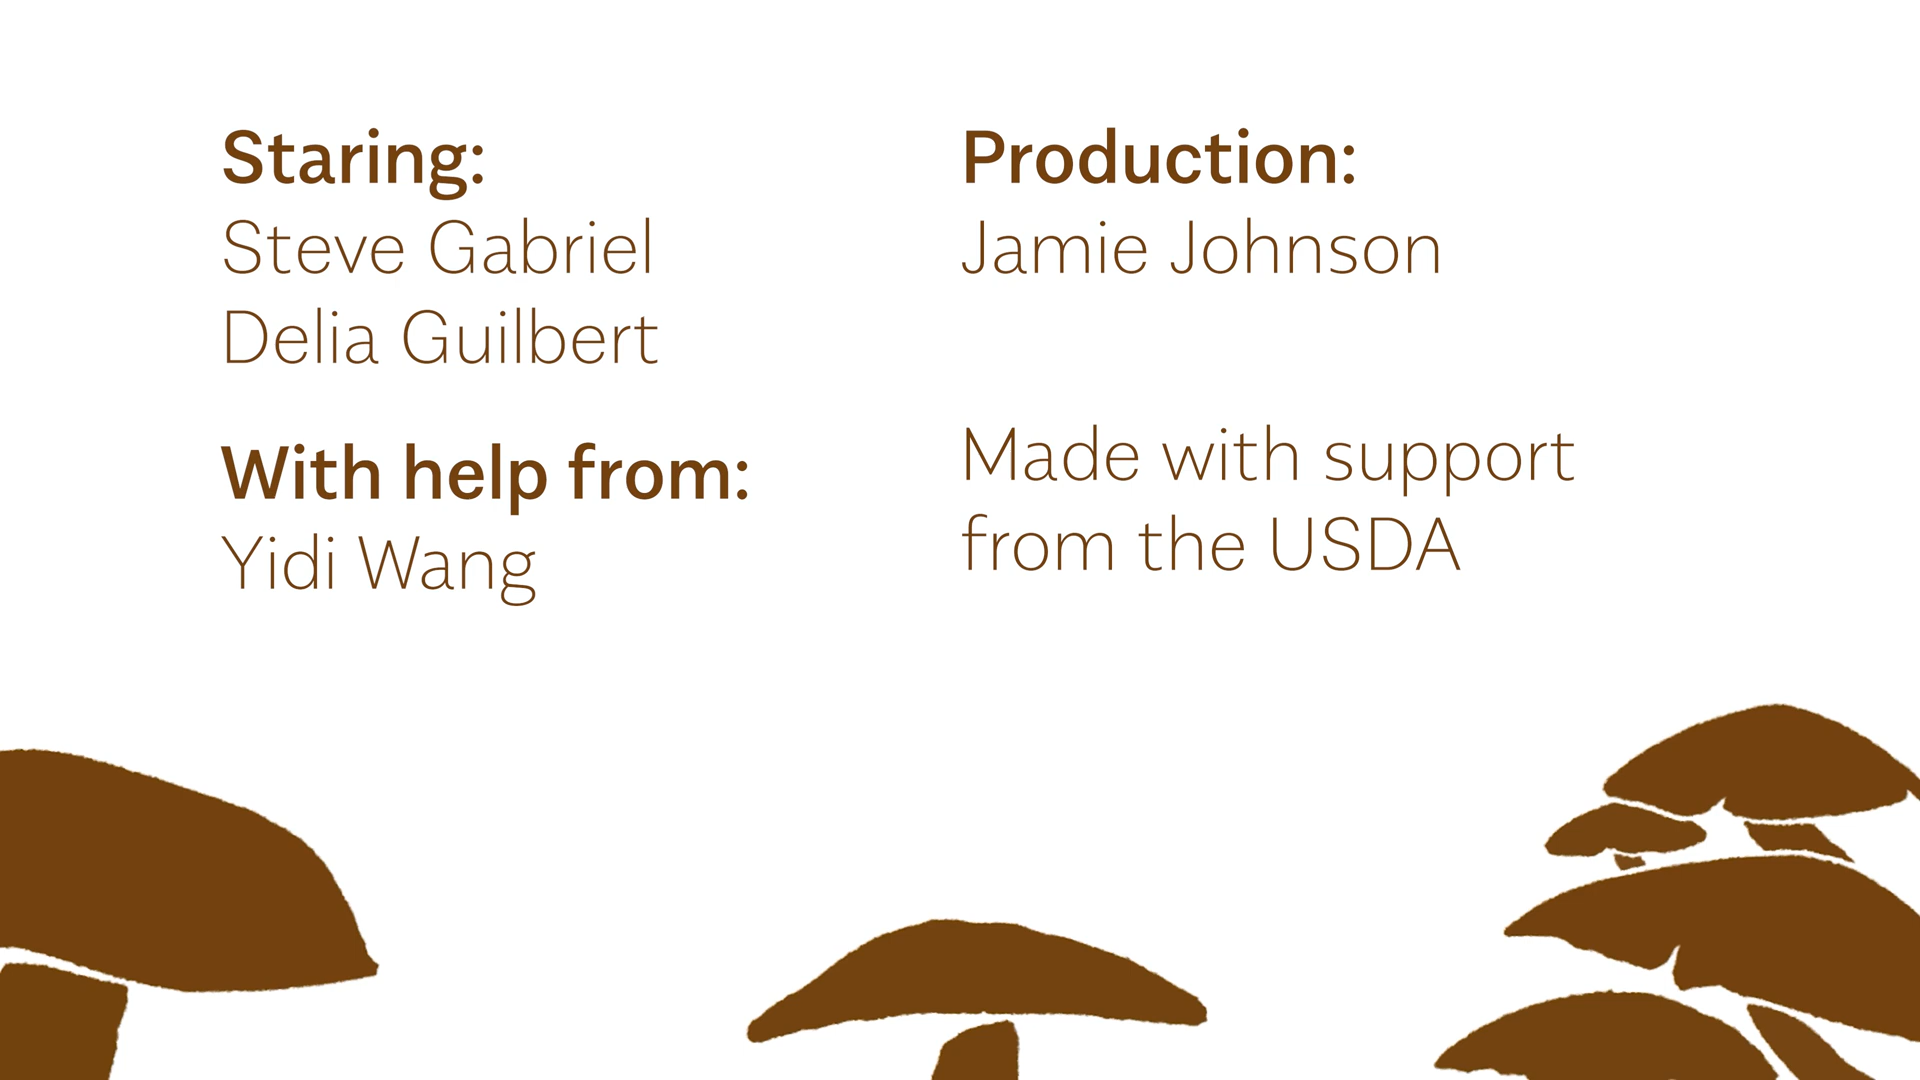 Staring:
Steve Gabriel
Delia Guilbert
With help from:
Yidi Wang
Production:
Jamie Johnson
Made with support
from the USDA